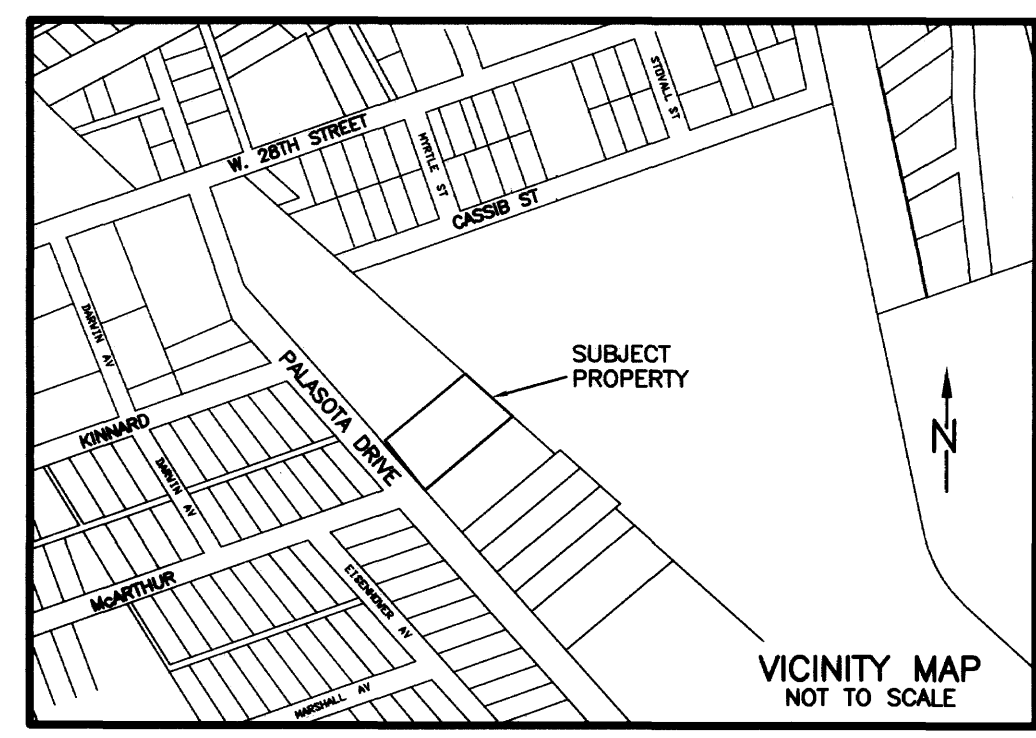 STOVALL ST
W. 28TH STREET
MYRTLE ST
CASSIB ST
DARWIN AV
SUBJECT
PROPERTY
PALASOTA DRIVE
KINNARD
N
DARWIN AV
McARTHUR
EISENHOWER AV
MARSHALL AV
VICINITY MAP
NOT TO SCALE